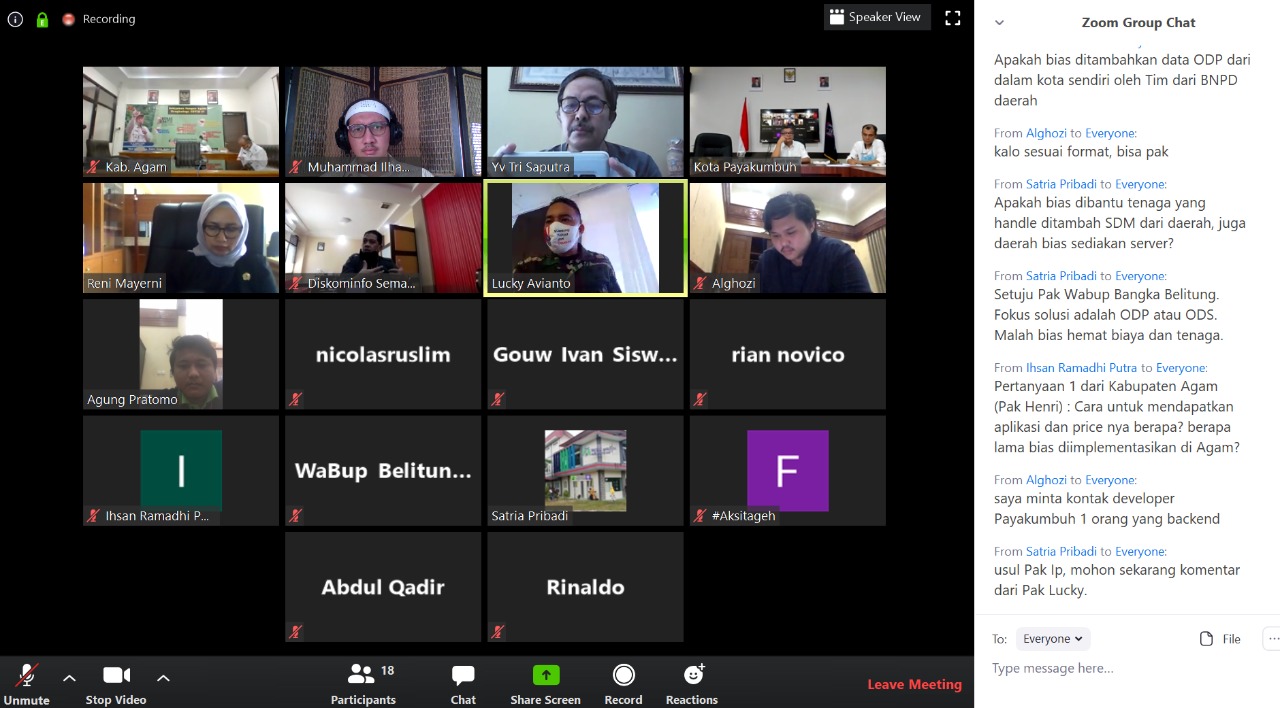 Recording
Speaker View
Kab. Agam
Muhammad Ilha...
Yv Tri Saputra
Kota Payakumbuh
Reni Mayerni
Diskominfo Sema...
Lucky Avianto
Alghozi
Agung Pratomo
nicolasruslim
Gouw Ivan Sisw...
rian novico
I
Ihsan Ramadhi P...
WaBup Belitun...
Satria Pribadi
F
#Aksitageh
Abdul Qadir
Rinaldo
Unmute
Stop Video
Participants
18
Chat
Share Screen
Record
Reactions
Leave Meeting
Zoom Group Chat
Apakah bias ditambahkan data ODP dari
dalam kota sendiri oleh Tim dari BNPD
daerah
From Alghozi to Everyone:
kalo sesuai format, bisa pak
From Satria Pribadi to Everyone:
Apakah bias dibantu tenaga yang
handle ditambah SDM dari daerah, juga
daerah bias sediakan server?
From Satria Pribadi to Everyone:
Setuju Pak Wabup Bangka Belitung.
Fokus solusi adalah ODP atau ODS.
Malah bias hemat biaya dan tenaga.
From Ihsan Ramadhi Putra to Everyone:
Pertanyaan 1 dari Kabupaten Agam
(Pak Henri) : Cara untuk mendapatkan
aplikasi dan price nya berapa? berapa
lama bias diimplementasikan di Agam?
From Alghozi to Everyone:
saya minta kontak developer
Payakumbuh 1 orang yang backend
From Satria Pribadi to Everyone:
usul Pak Ip, mohon sekarang komentar
dari Pak Lucky.
To: Everyone
File
Type message here...